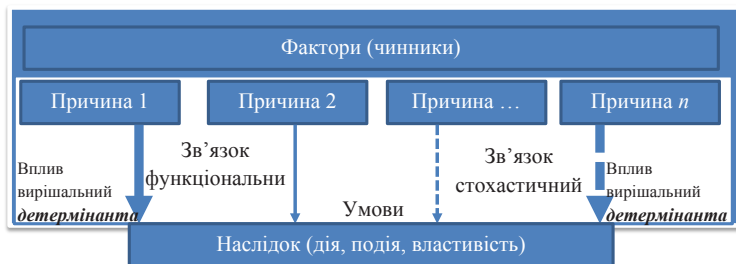 Фактори (чинники)
Причина 1
Причина 2
Причина …
Причина n
Вплив
вирішальний
детермінанта
Зв’язок
функціональни
Умови
Зв’язок
стохастичний
Вплив
вирішальний
детермінанта
Наслідок (дія, подія, властивість)